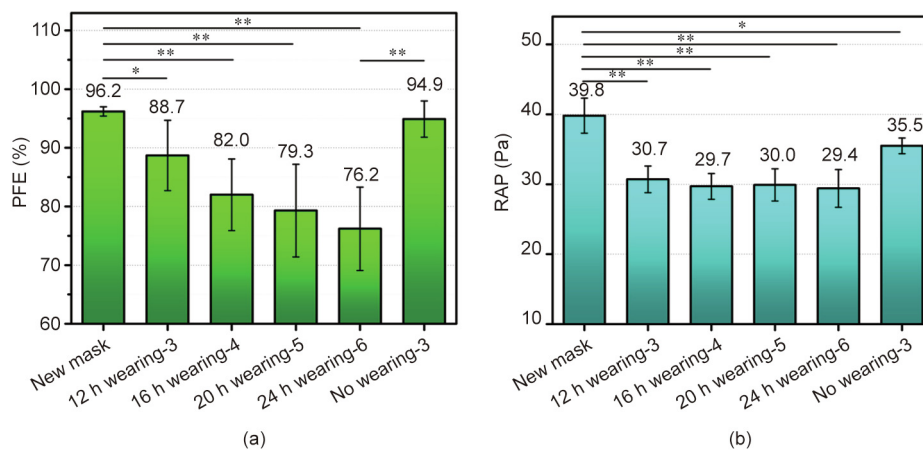 110
100
95
90
85
80
75
70
60
PFE (%)
**
**
**
*
**
96.2
88.7
82.0
79.3
76.2
94.9
New mask
12 h wearing-3
16 h wearing-4
20 h wearing-5
24 h wearing-6
No wearing-3
(a)
50
40
30
20
10
RAP (Pa)
*
**
**
**
**
39.8
30.7
29.7
30.0
29.4
35.5
New mask
12 h wearing-3
16 h wearing-4
20 h wearing-5
24 h wearing-6
No wearing-3
(b)